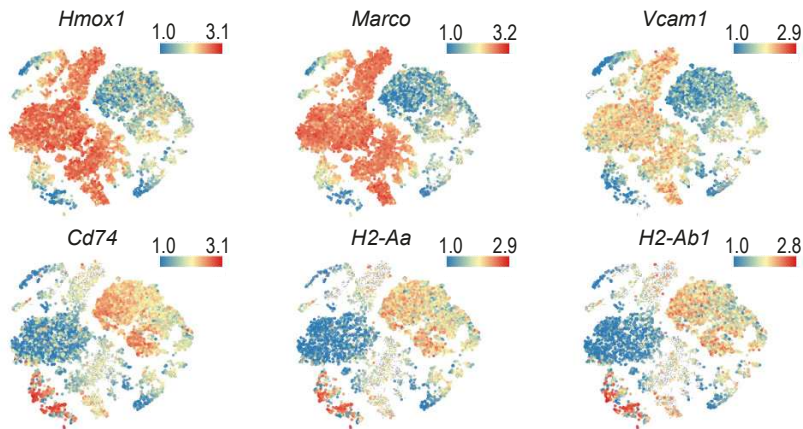 Hmox1 1.0 3.1
Marco 1.0 3.2
Vcam1 1.0 2.9
Cd74 1.0 3.1
H2-Aa 1.0 2.9
H2-Ab1 1.0 2.8